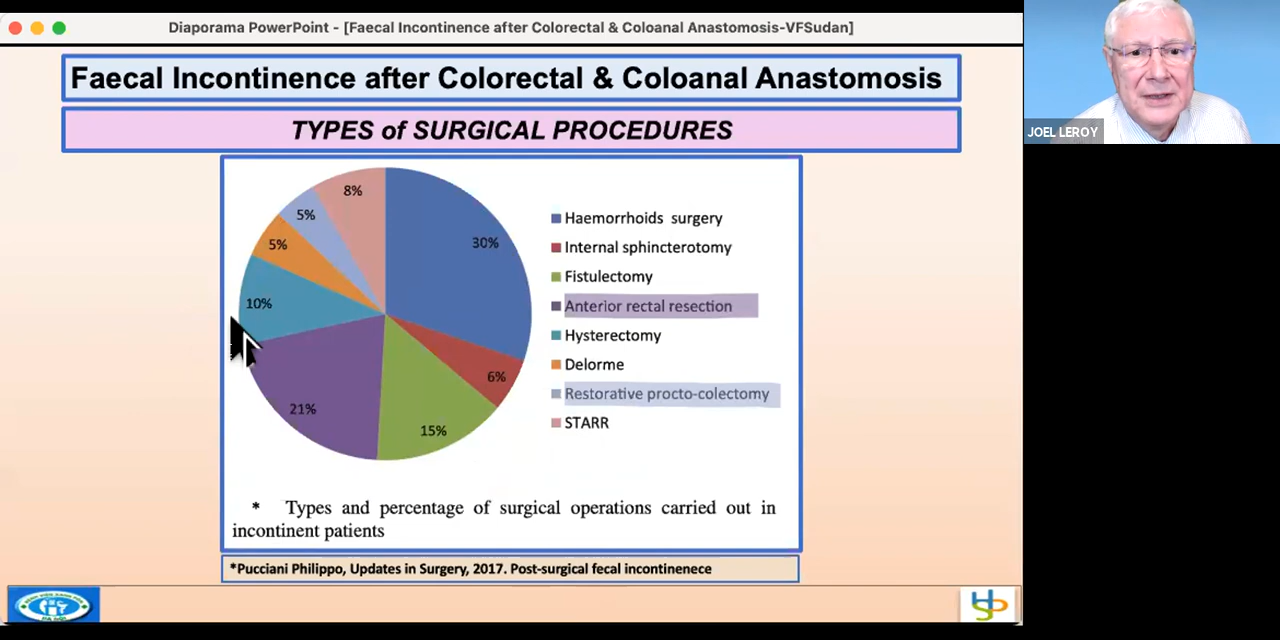 Diaporama PowerPoint - [Faecal Incontinence after Colorectal & Coloanal Anastomosis-VFSudan]
Faecal Incontinence after Colorectal & Coloanal Anastomosis
TYPES of SURGICAL PROCEDURES
JOEL LEROY
8%
5%
5%
10%
21%
15%
6%
30%
Haemorrhoids surgery
Internal sphincterotomy
Fistulectomy
Anterior rectal resection
Hysterectomy
Delorme
Restorative procto-colectomy
STARR
* Types and percentage of surgical operations carried out in
incontinent patients
*Pucciani Philippo, Updates in Surgery, 2017. Post-surgical fecal incontinenece